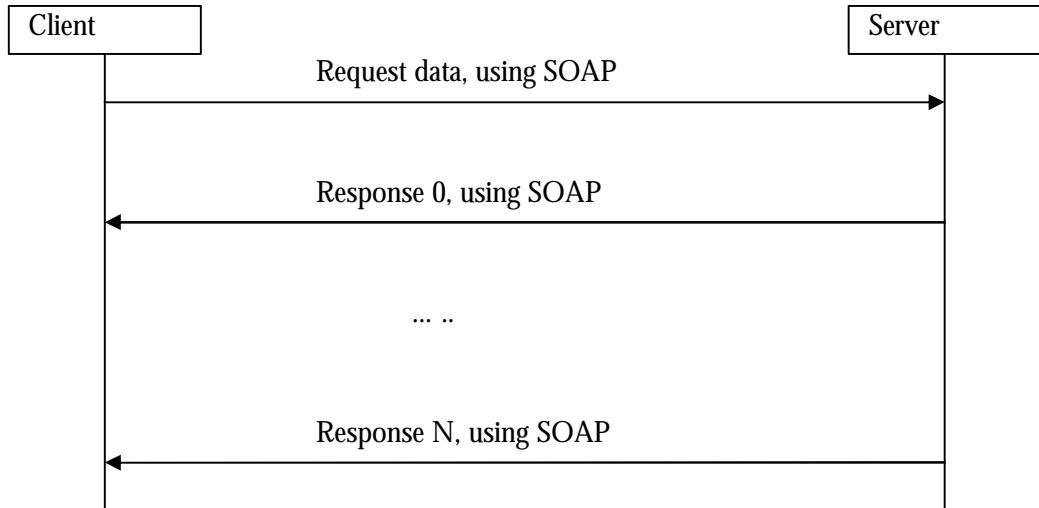 Client
Server
Request data, using SOAP
Response 0, using SOAP
... ..
Response N, using SOAP